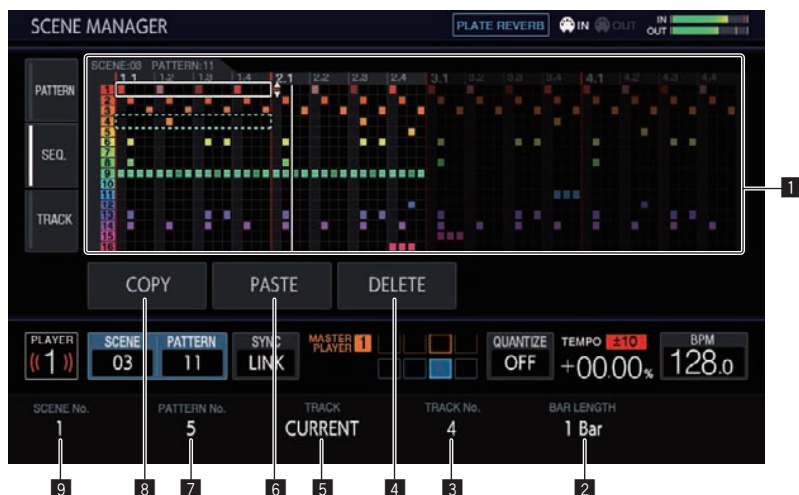 SCENE MANAGER
PLATE REVERB
IN
OUT
IN
OUT
SCENE:03 PATTERN:11
1.1 1.2 1.3 1.4 2.1 2.2 2.3 2.4 3.1 3.2 3.3 3.4 4.1 4.2 4.3 4.4
PATTERN
SEQ.
TRACK
1
2
3
4
5
6
7
8
9
10
11
12
13
14
15
16
1
COPY PASTE DELETE
PLAYER
1
SCENE
03
PATTERN
11
SYNC
LINK
MASTER
PLAYER 1
QUANTIZE
OFF
TEMPO ±10
+00.00%
BPM
128.0
SCENE No.
1
PATTERN No.
5
TRACK
CURRENT
TRACK No.
4
BAR LENGTH
1 Bar
9 8 7 6 5 4 3 2